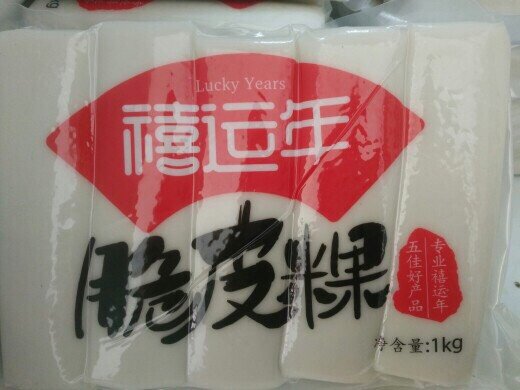 Lucky Years
禧运年
脆皮粿
专业禧运年
五佳好产品
净含量:1kg